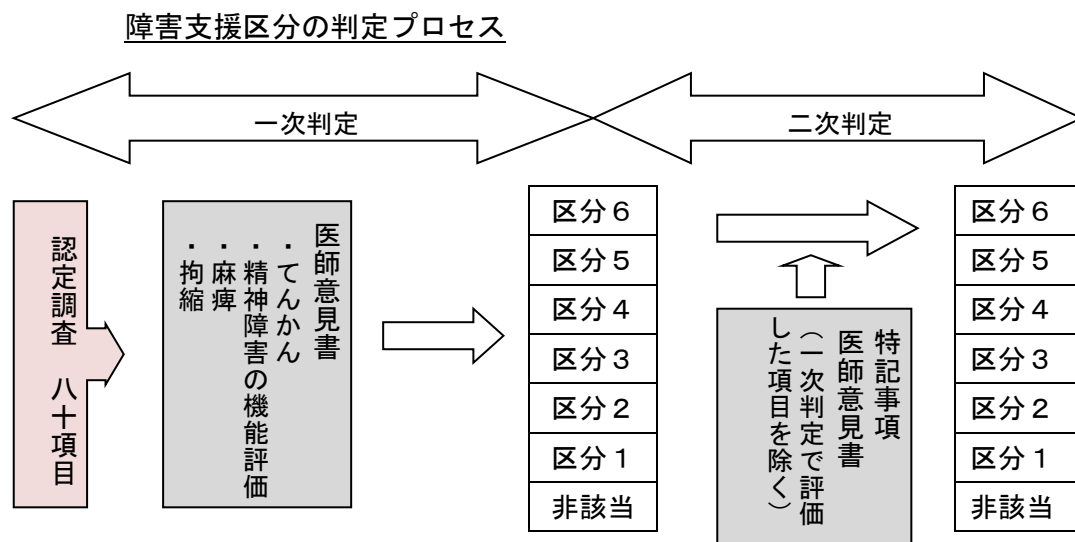 障害支援区分の判定プロセス
一次判定
二次判定
認定調査　八十項目
医師意見書
・てんかん
・精神障害の機能評価
・麻痺
・拘縮
区分６
区分５
区分４
区分３
区分２
区分１
非該当
特記事項
医師意見書
（一次判定で評価
した項目を除く）
区分６
区分５
区分４
区分３
区分２
区分１
非該当